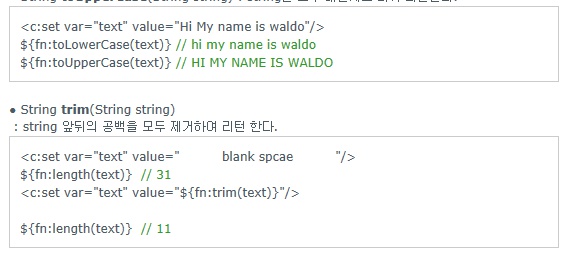 <c:set var="text" value="Hi My name is waldo"/>
${fn:toLowerCase(text)} // hi my name is waldo
${fn:toUpperCase(text)} // HI MY NAME IS WALDO
● String trim(String string)
: string 앞뒤의 공백을 모두 제거하여 리턴 한다.
<c:set var="text" value="          blank spcae          "/>
${fn:length(text)}  // 31
<c:set var="text" value="${fn:trim(text)}"/>
${fn:length(text)}  // 11